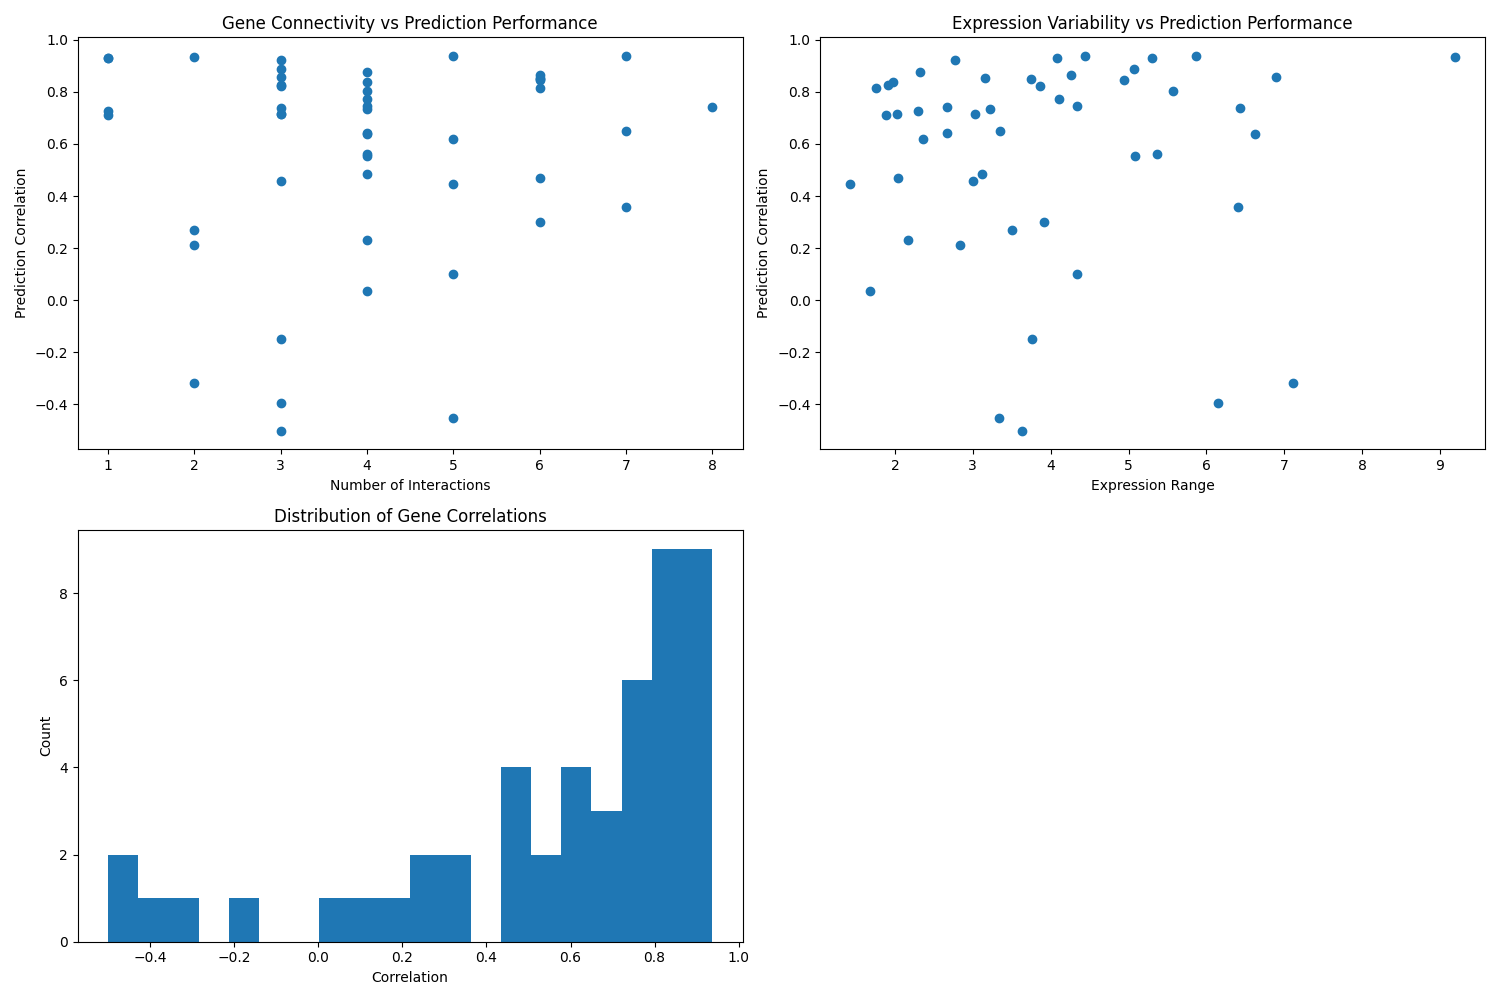 Gene Connectivity vs Prediction Performance
1.0
0.8
0.6
0.4
0.2
0.0
−0.2
−0.4
Prediction Correlation
1 2 3 4 5 6 7 8
Number of Interactions
Expression Variability vs Prediction Performance
1.0
0.8
0.6
0.4
0.2
0.0
−0.2
−0.4
Prediction Correlation
2 3 4 5 6 7 8 9
Expression Range
Distribution of Gene Correlations
8
6
4
2
0
Count
−0.4 −0.2 0.0 0.2 0.4 0.6 0.8 1.0
Correlation